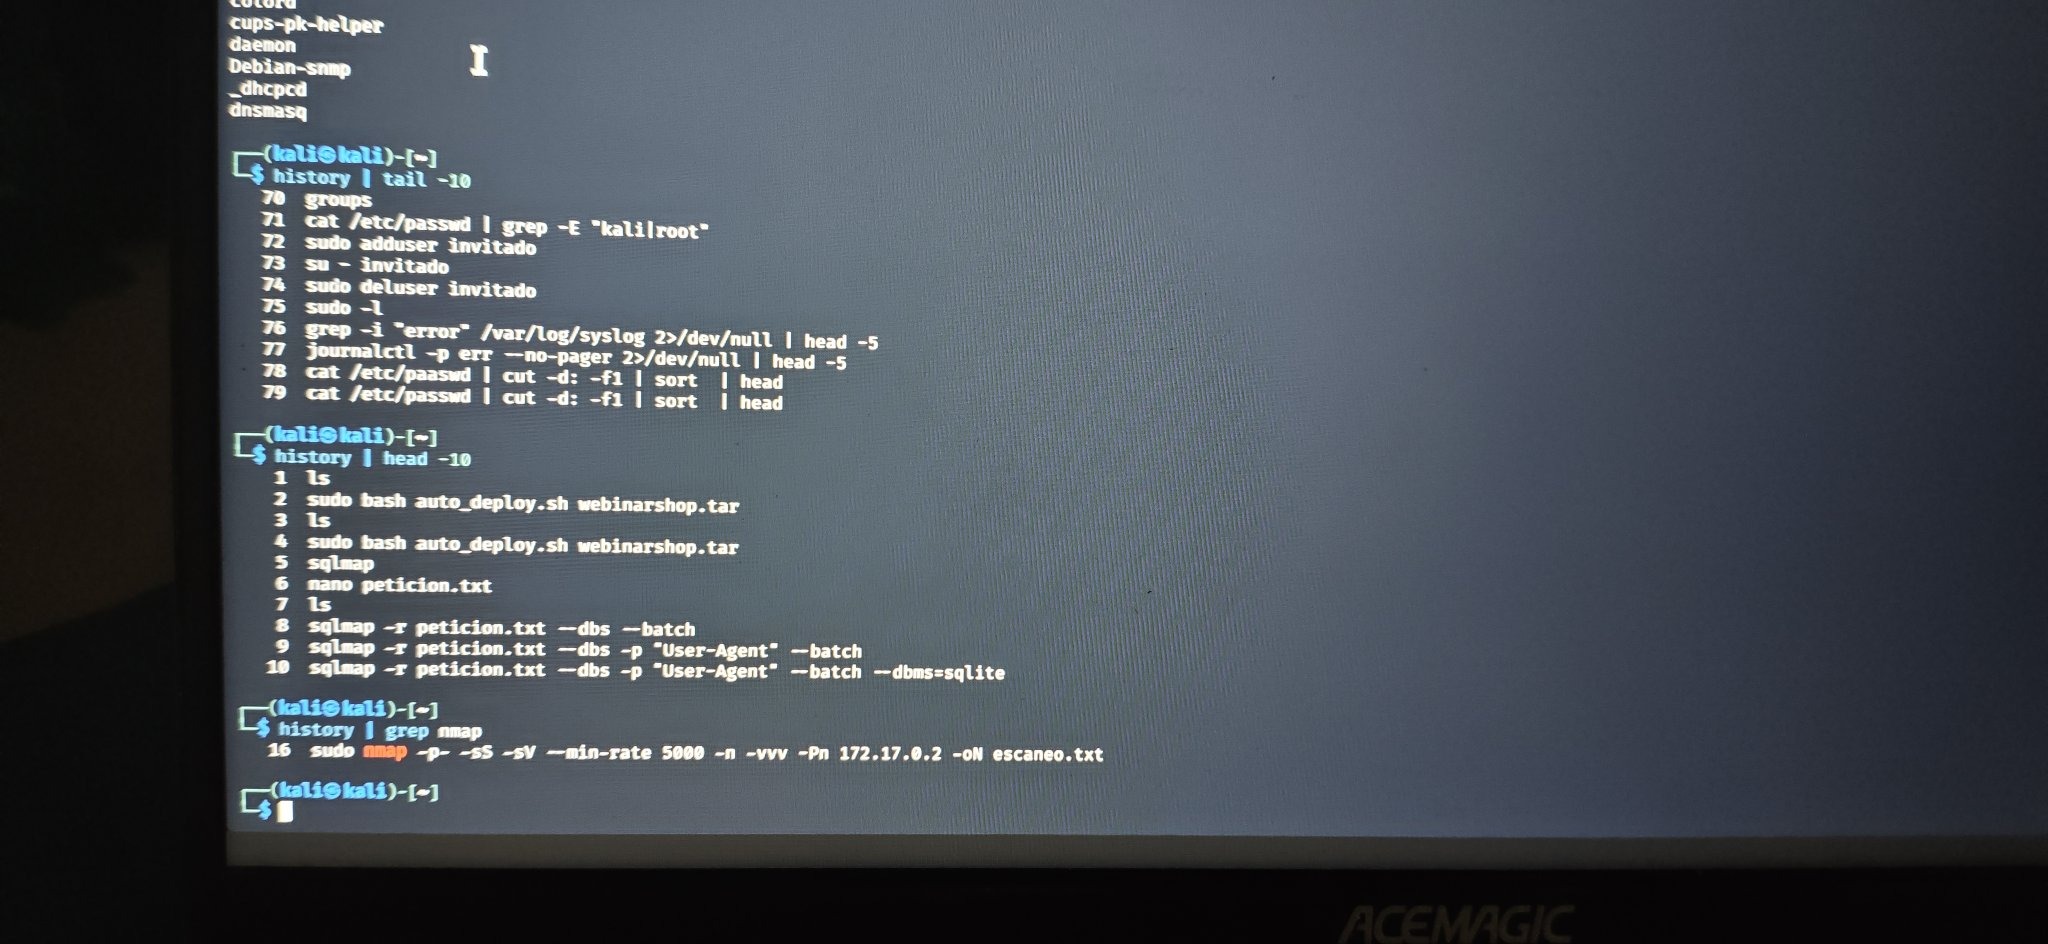 colord
cups-pk-helper
daemon
Debian-snmp
_dhcpcd
dnsmasq
┌──(kali㉿kali)-[~]
└─$ history | tail -10
70 groups
71 cat /etc/passwd | grep -E "kali|root"
72 sudo adduser invitado
73 su - invitado
74 sudo deluser invitado
75 sudo -l
76 grep -i "error" /var/log/syslog 2>/dev/null | head -5
77 journalctl -p err --no-pager 2>/dev/null | head -5
78 cat /etc/paaswd | cut -d: -f1 | sort  | head
79 cat /etc/passwd | cut -d: -f1 | sort  | head
┌──(kali㉿kali)-[~]
└─$ history | head -10
1 ls
2 sudo bash auto_deploy.sh webinarshop.tar
3 ls
4 sudo bash auto_deploy.sh webinarshop.tar
5 sqlmap
6 nano peticion.txt
7 ls
8 sqlmap -r peticion.txt --dbs --batch
9 sqlmap -r peticion.txt --dbs -p "User-Agent" --batch
10 sqlmap -r peticion.txt --dbs -p "User-Agent" --batch --dbms=sqlite
┌──(kali㉿kali)-[~]
└─$ history | grep nmap
16 sudo nmap -p- -sS -sV --min-rate 5000 -n -vvv -Pn 172.17.0.2 -oN escaneo.txt
┌──(kali㉿kali)-[~]
└─$
ACEMAGIC